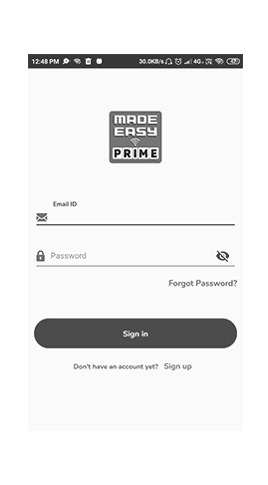 12:48 PM 30.0KB/s 4G+ 47
MADE
EASY
PRIME
Email ID
Password
Forgot Password?
Sign in
Don't have an account yet? Sign up